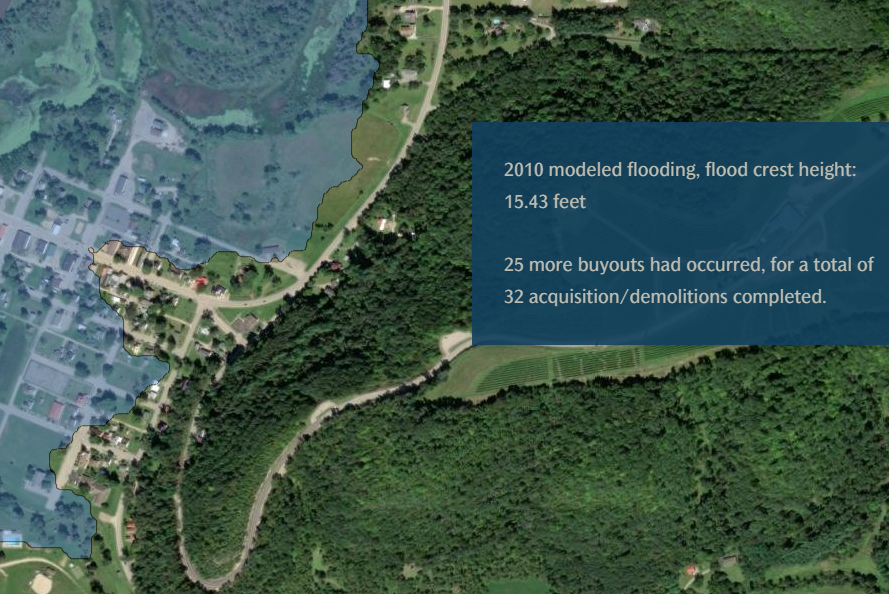 2010 modeled flooding, flood crest height:
15.43 feet
25 more buyouts had occurred, for a total of
32 acquisition/demolitions completed.